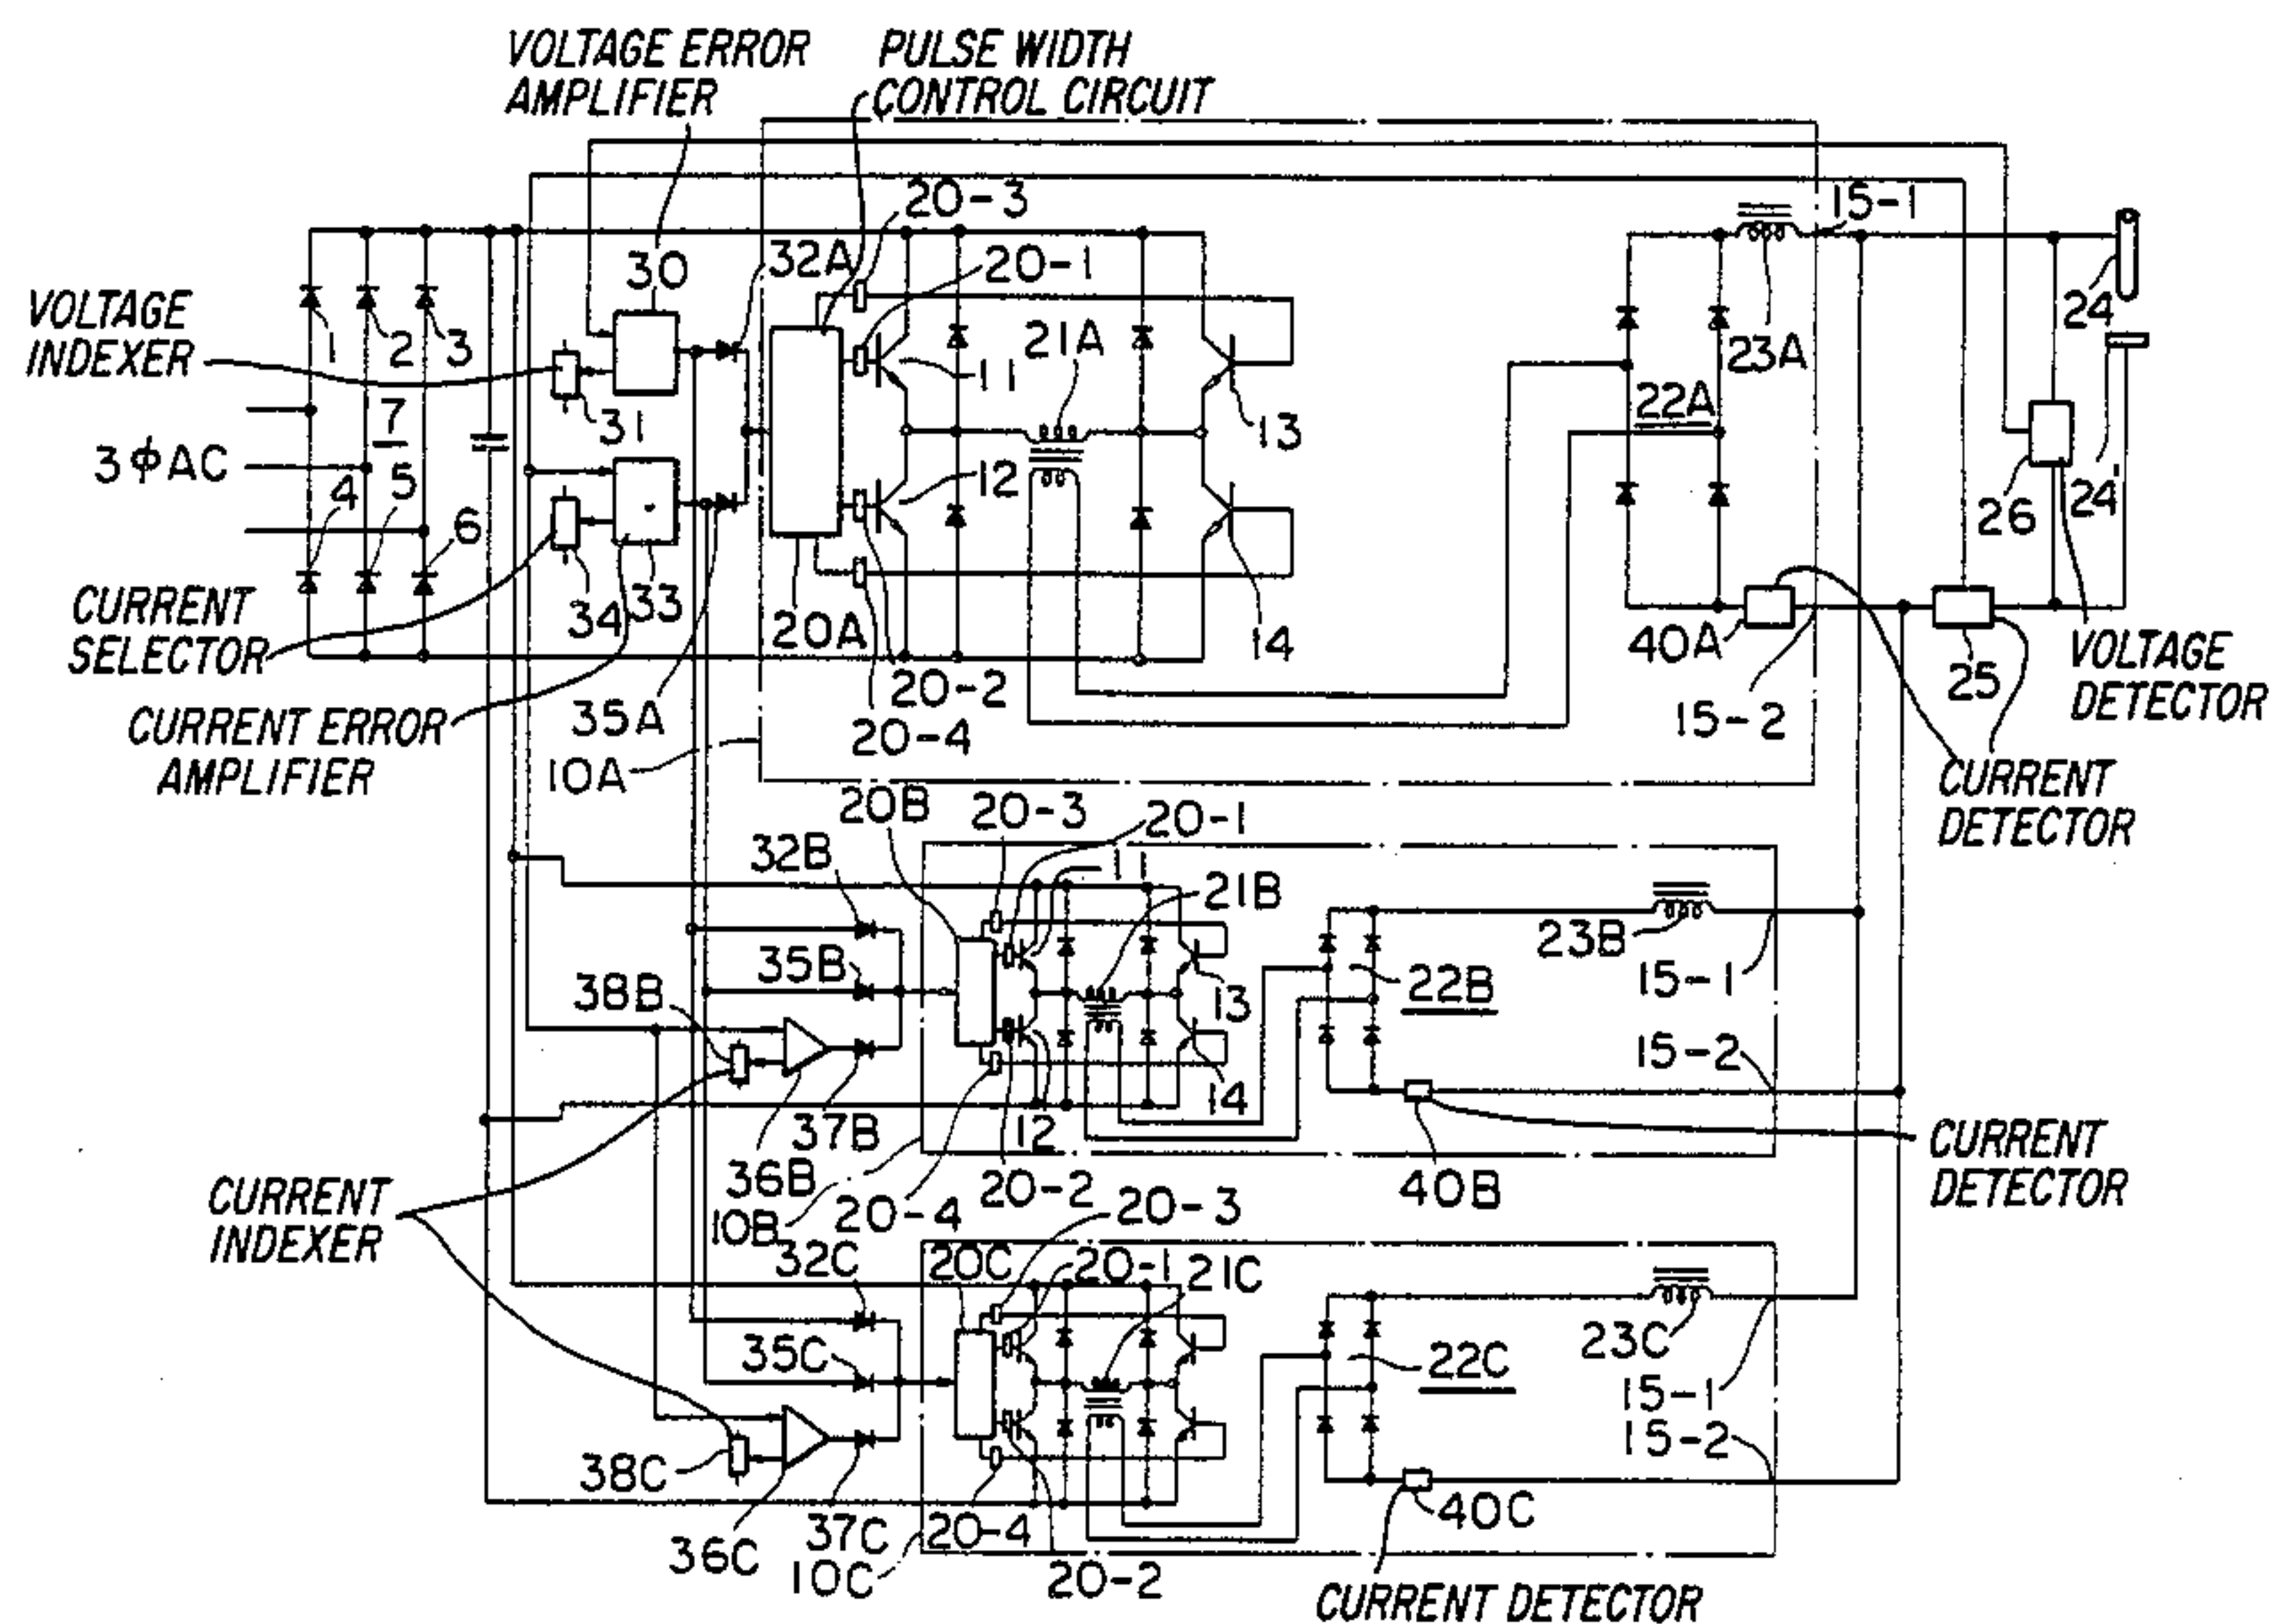 VOLTAGE ERROR
AMPLIFIER
PULSE WIDTH
CONTROL CIRCUIT
20-3
15-1
30
32A
20-1
24
VOLTAGE
INDEXER
1
2
3
11
21A
23A
13
31
22A
7
3ϕAC
4
5
6
12
26
24'
CURRENT
SELECTOR
34
33
20A
14
40A
25
VOLTAGE
DETECTOR
20-2
35A
20-4
15-2
CURRENT ERROR
AMPLIFIER
10A
CURRENT
DETECTOR
20B
20-3
20-1
32B
11
21B
35B
38B
22B
23B
15-1
13
15-2
14
37B
12
CURRENT
DETECTOR
36B
20-2
40B
CURRENT
INDEXER
10B
20-4
20-3
32C
20C
20-1
21C
35C
22C
23C
15-1
15-2
38C
40C
36C
37C
20-4
10C
20-2
CURRENT DETECTOR